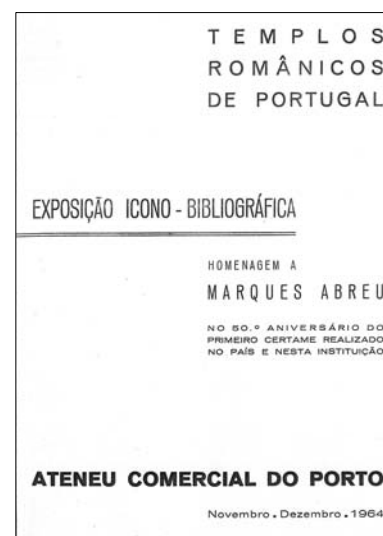 TEMPLOS
ROMÂNICOS
DE PORTUGAL
EXPOSIÇÃO ICONO - BIBLIOGRÁFICA
HOMENAGEM A
MARQUES ABREU
NO 50.º ANIVERSÁRIO DO
PRIMEIRO CERTAME REALIZADO
NO PAÍS E NESTA INSTITUIÇÃO
ATENEU COMERCIAL DO PORTO
Novembro . Dezembro . 1964